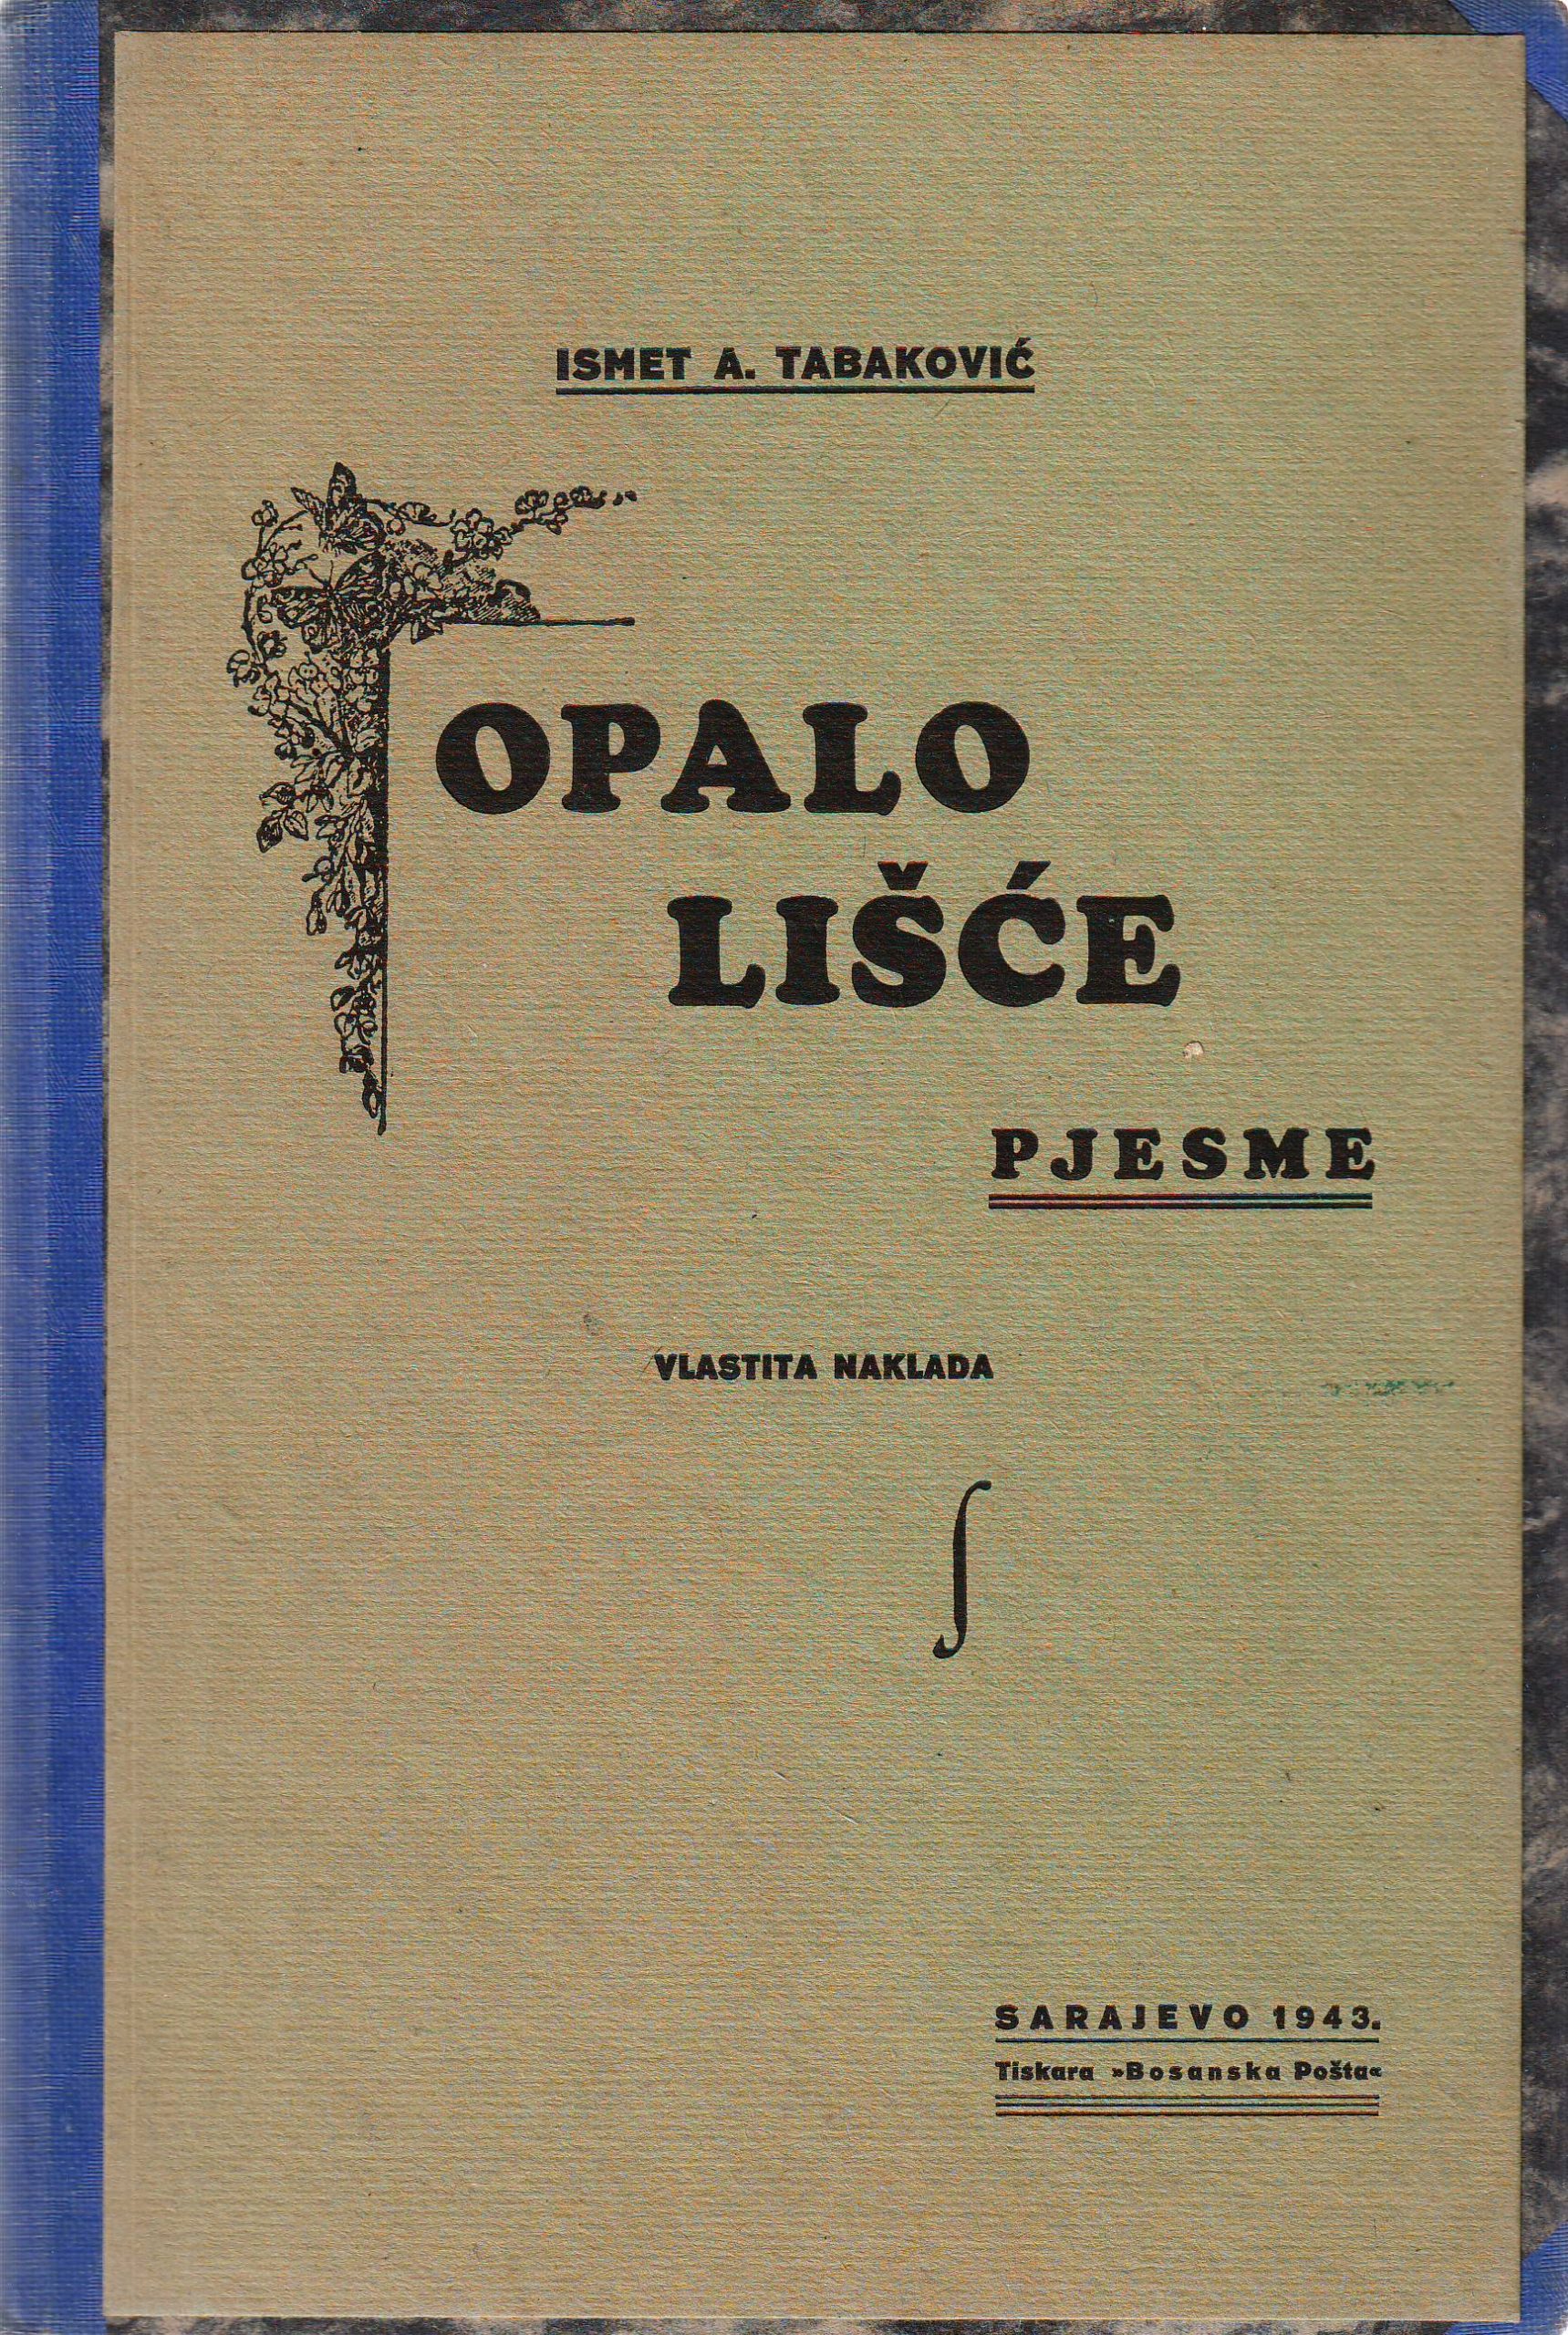 ISMET A. TABAKOVIĆ
OPALO
LIŠĆE
PJESME
VLASTITA NAKLADA
SARAJEVO 1943.
Tiskara »Bosanska Pošta«